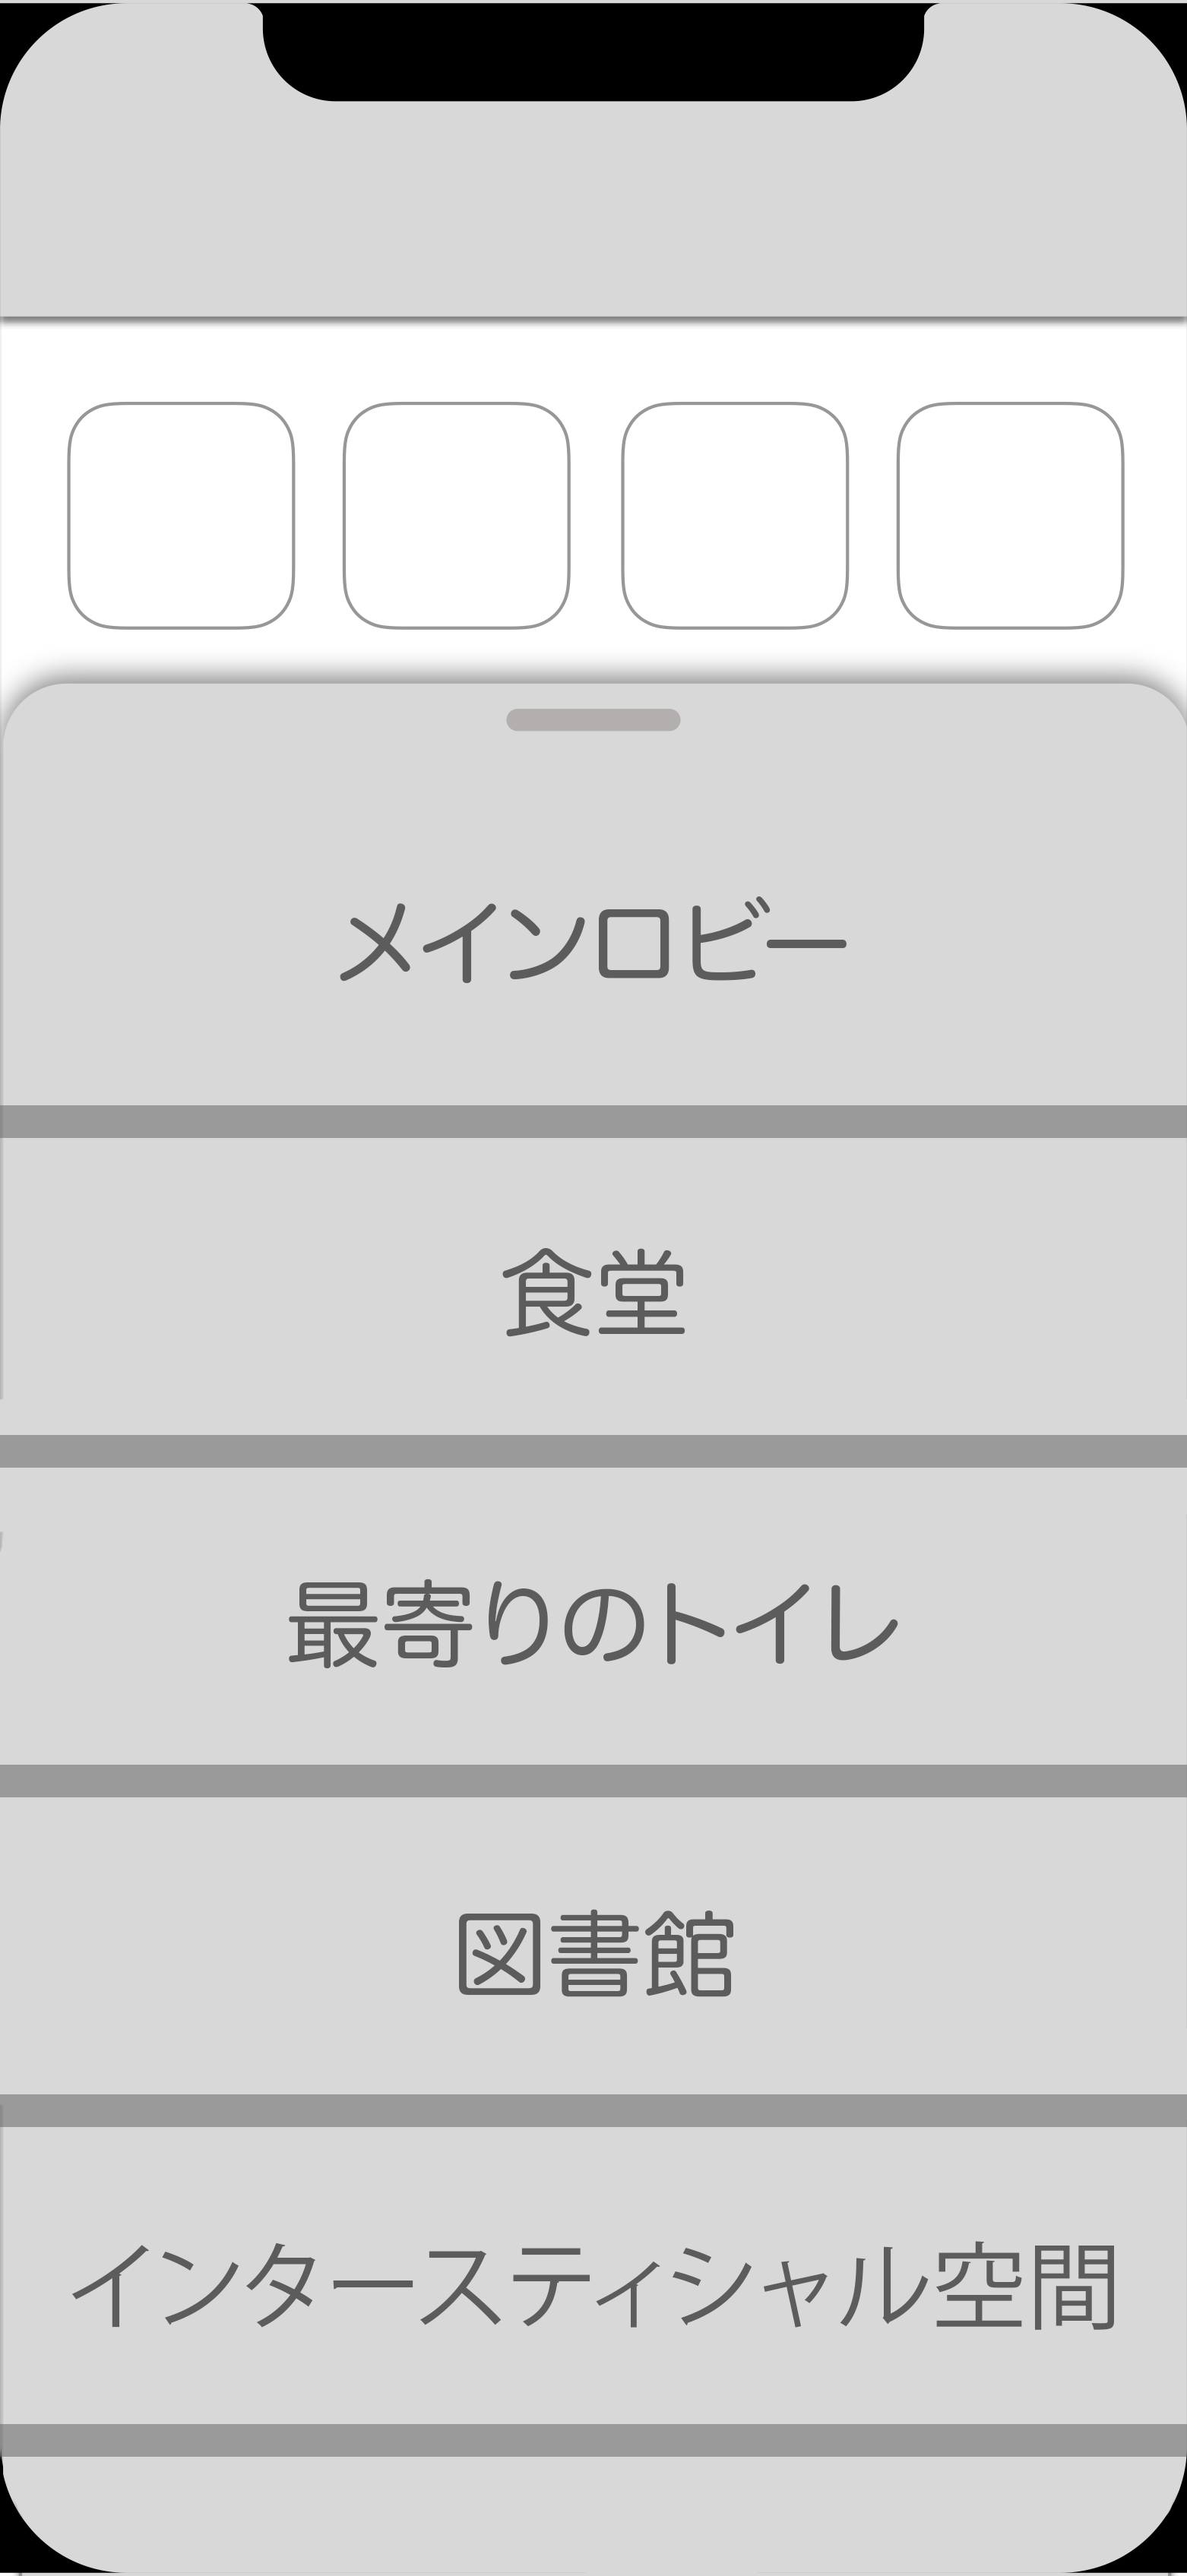 メインロビー
食堂
最寄りのトイレ
図書館
インタースティシャル空間